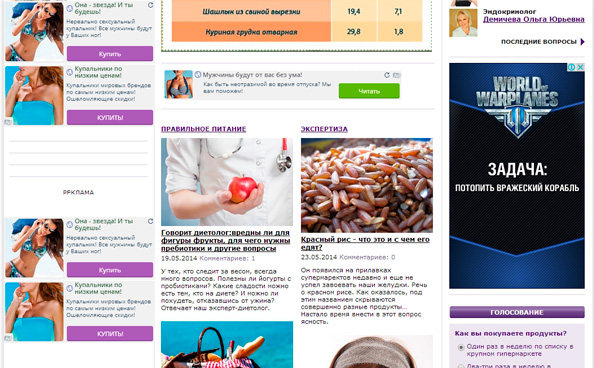 Она - звезда! И ты
будешь!
Нереально сексуальный
купальник! Все мужчины будут
у Ваших ног!
Купить
Купальники по
низким ценам!
Купальники мировых брендов
по самым низким ценам!
Ошеломляющие скидки!
КУПИТЬ!
РЕКЛАМА
Она - звезда! И ты
будешь!
Нереально сексуальный
купальник! Все мужчины будут
у Ваших ног!
Купить
Купальники по
низким ценам!
Купальники мировых брендов
по самым низким ценам!
Ошеломляющие скидки!
КУПИТЬ!
Шашлык из свиной вырезки 19,4 7,1
Куриная грудка отварная 29,8 1,8
Мужчины будут от вас без ума!
Как быть неотразимой во время отпуска? Мы
вам поможем!
Читать
ПРАВИЛЬНОЕ ПИТАНИЕ
Говорит диетолог:вредны ли для
фигуры фрукты, для чего нужны
пребиотики и другие вопросы
19.05.2014 Комментариев: 1
У тех, кто следит за весом, всегда
много вопросов. Полезны ли йогурты с
пробиотиками? Какие сладости можно
есть тем, кто на диете? И можно ли
похудеть, отказавшись от ужина?
Отвечает наш эксперт-диетолог.
ЭКСПЕРТИЗА
Красный рис - что это и с чем его
едят?
23.05.2014 Комментариев: 0
Он появился на прилавках
супермаркетов недавно и еще не
успел завоевать наши желудки. Речь
о красном рисе. Как оказалось, под
этим названием скрываются
совершенно разные продукты...
Настало время внести в этот вопрос
ясность.
Эндокринолог
Демичева Ольга Юрьевна
ПОСЛЕДНИЕ ВОПРОСЫ
WORLD OF
WARPLANES
ЗАДАЧА:
ПОТОПИТЬ ВРАЖЕСКИЙ КОРАБЛЬ
ГОЛОСОВАНИЕ
Как вы покупаете продукты?
Один раз в неделю по списку в
крупном гипермаркете
Два-три раза в неделю в